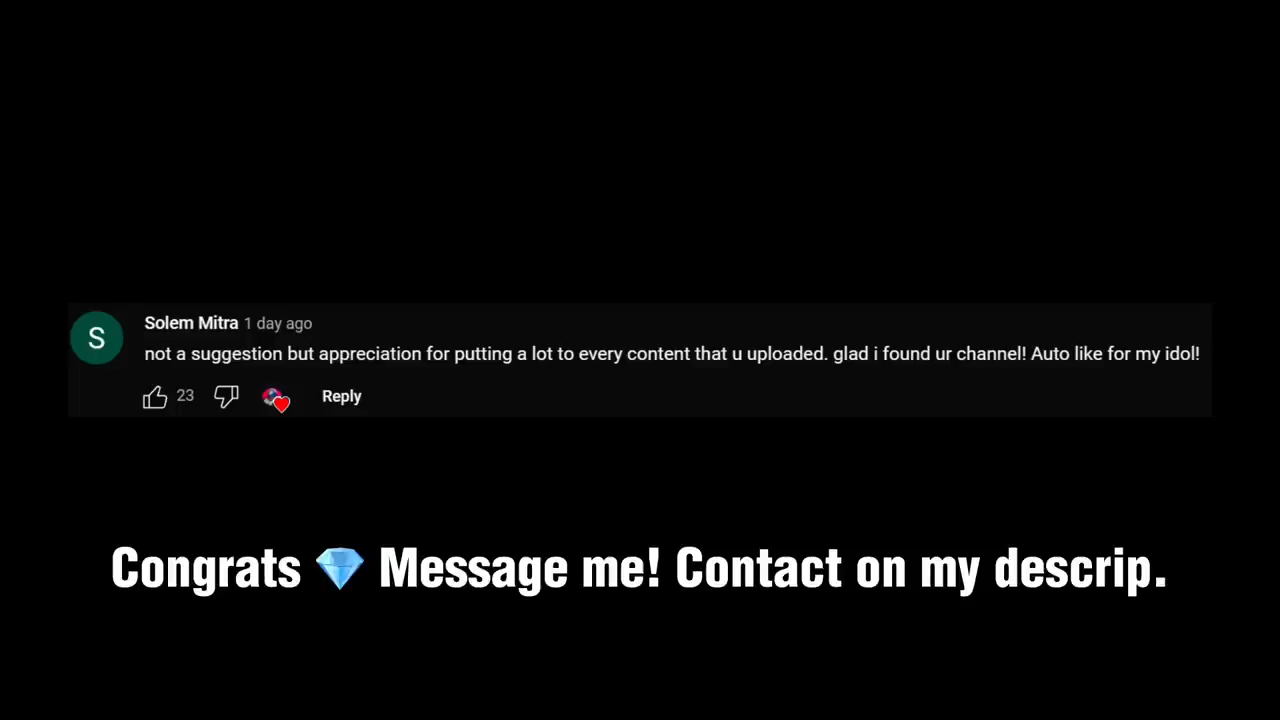 S
Solem Mitra 1 day ago
not a suggestion but appreciation for putting a lot to every content that u uploaded. glad i found ur channel! Auto like for my idol!
23 Reply
Congrats 💎 Message me! Contact on my descrip.